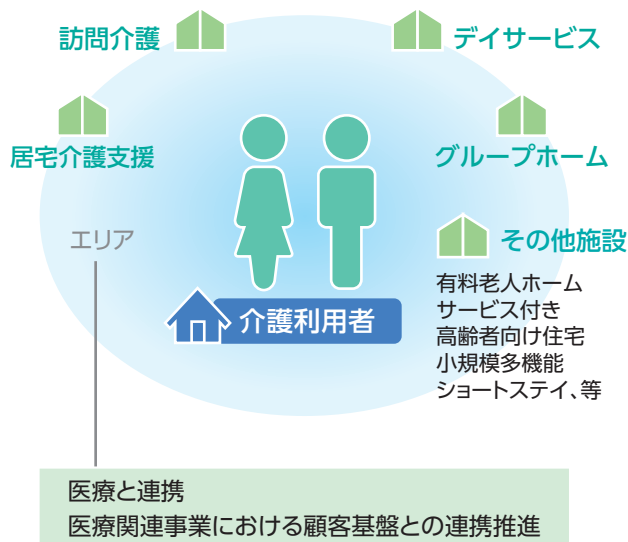 訪問介護
デイサービス
居宅介護支援
グループホーム
エリア
その他施設
有料老人ホーム
サービス付き
高齢者向け住宅
小規模多機能
ショートステイ、等
介護利用者
医療と連携
医療関連事業における顧客基盤との連携推進